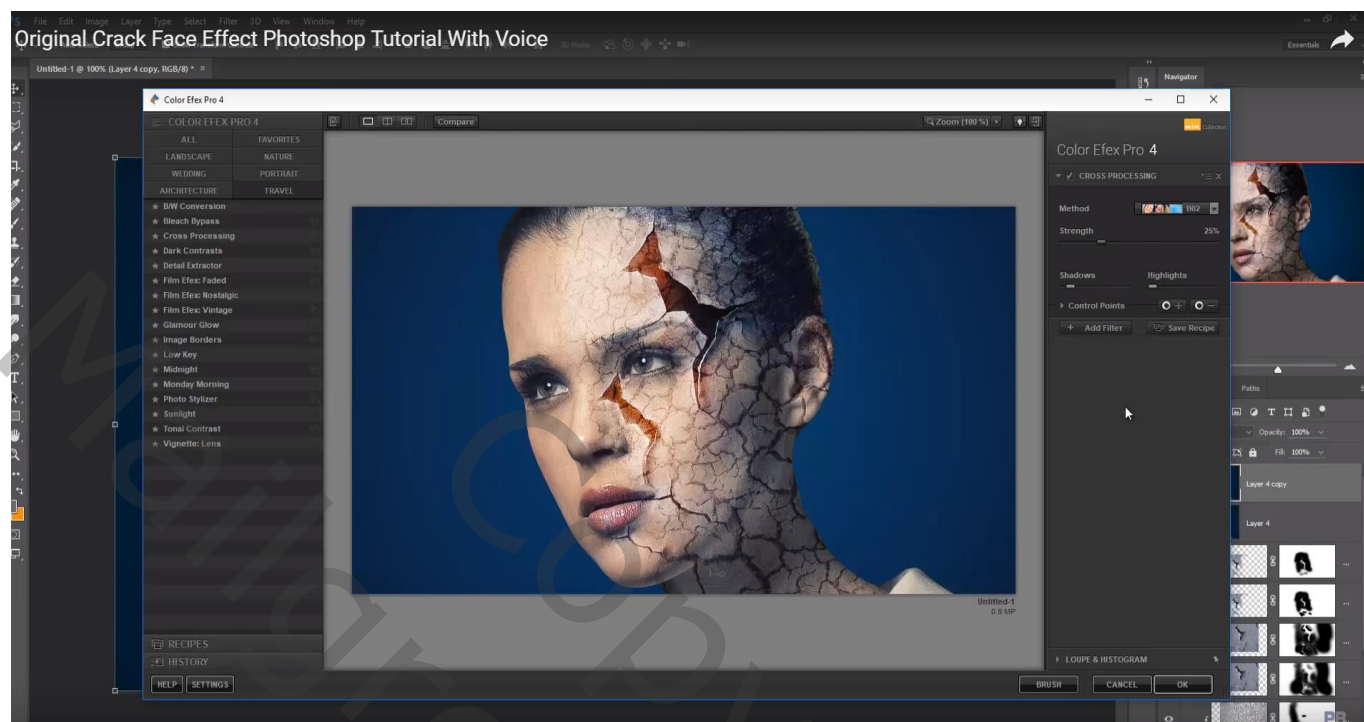 File Edit Image Layer Type Select Filter 3D View Window Help
Original Crack Face Effect Photoshop Tutorial With Voice
Essentials
Untitled-1 @ 100% (Layer 4 copy, RGB/8) * ×
Navigator
Color Efex Pro 4
COLOR EFEX PRO 4
Compare
Zoom (100 %)
Collection
ALL FAVORITES
LANDSCAPE NATURE
WEDDING PORTRAIT
ARCHITECTURE TRAVEL
Color Efex Pro 4
CROSS PROCESSING
Method B02
Strength 25%
Shadows Highlights
Control Points
+ Add Filter Save Recipe
B/W Conversion
Bleach Bypass
Cross Processing
Dark Contrasts
Detail Extractor
Film Efex: Faded
Film Efex: Nostalgic
Film Efex: Vintage
Glamour Glow
Image Borders
Low Key
Midnight
Monday Morning
Photo Stylizer
Sunlight
Tonal Contrast
Vignette: Lens
Paths
Opacity: 100%
Fill: 100%
Layer 4 copy
Layer 4
Untitled-1
0.9 MP
RECIPES
HISTORY
LOUPE & HISTOGRAM
HELP SETTINGS
BRUSH CANCEL OK